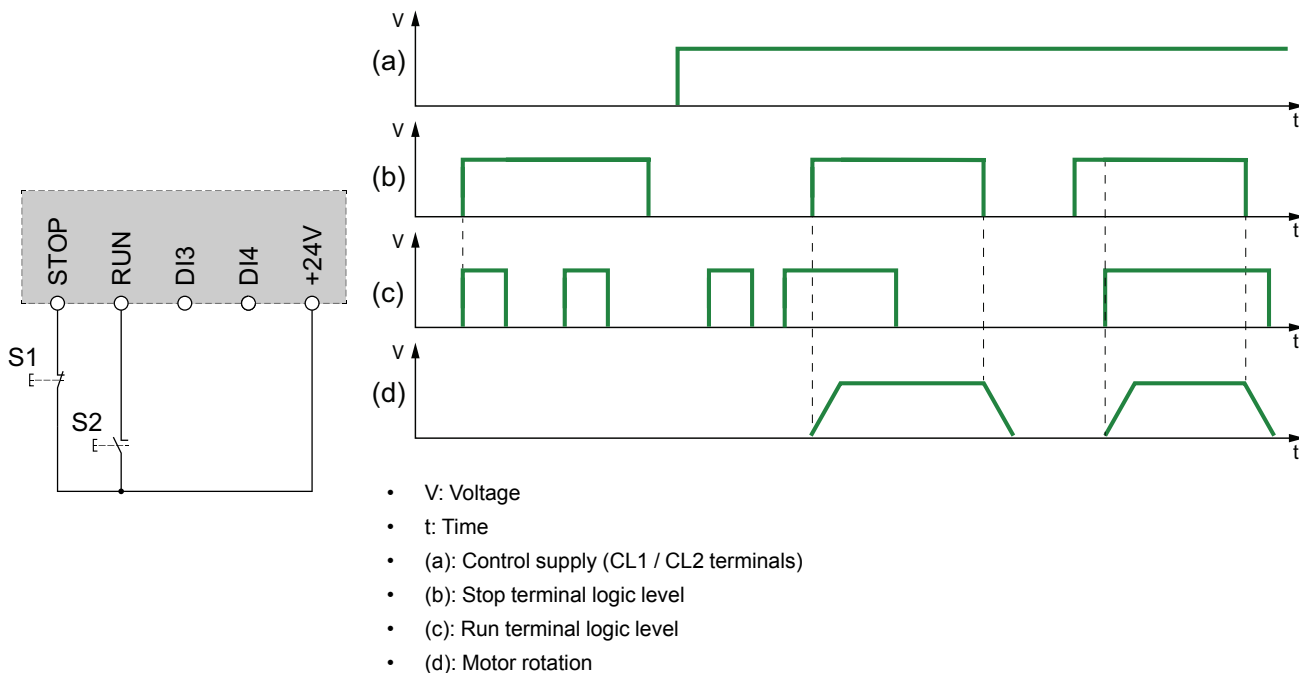 STOP
RUN
DI3
DI4
+24V
S1
S2
V
(a)
t
V
(b)
t
V
(c)
t
V
(d)
t
• V: Voltage
• t: Time
• (a): Control supply (CL1 / CL2 terminals)
• (b): Stop terminal logic level
• (c): Run terminal logic level
• (d): Motor rotation